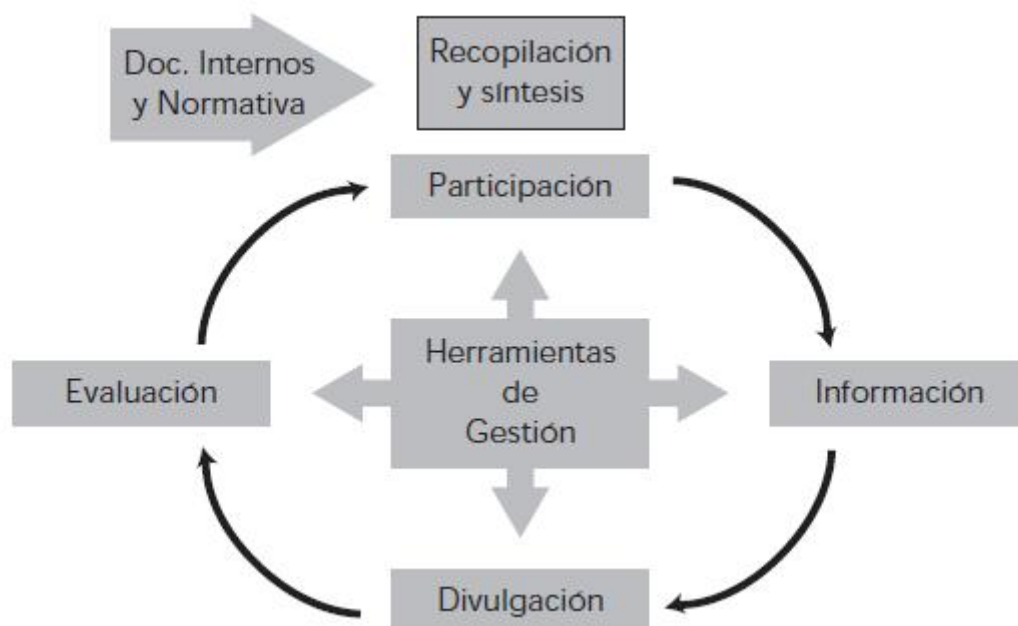 Doc. Internos
y Normativa
Recopilación
y síntesis
Participación
Herramientas
de
Gestión
Evaluación
Información
Divulgación